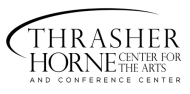 THRASHER
HORNE CENTER FOR THE ARTS
AND CONFERENCE CENTER